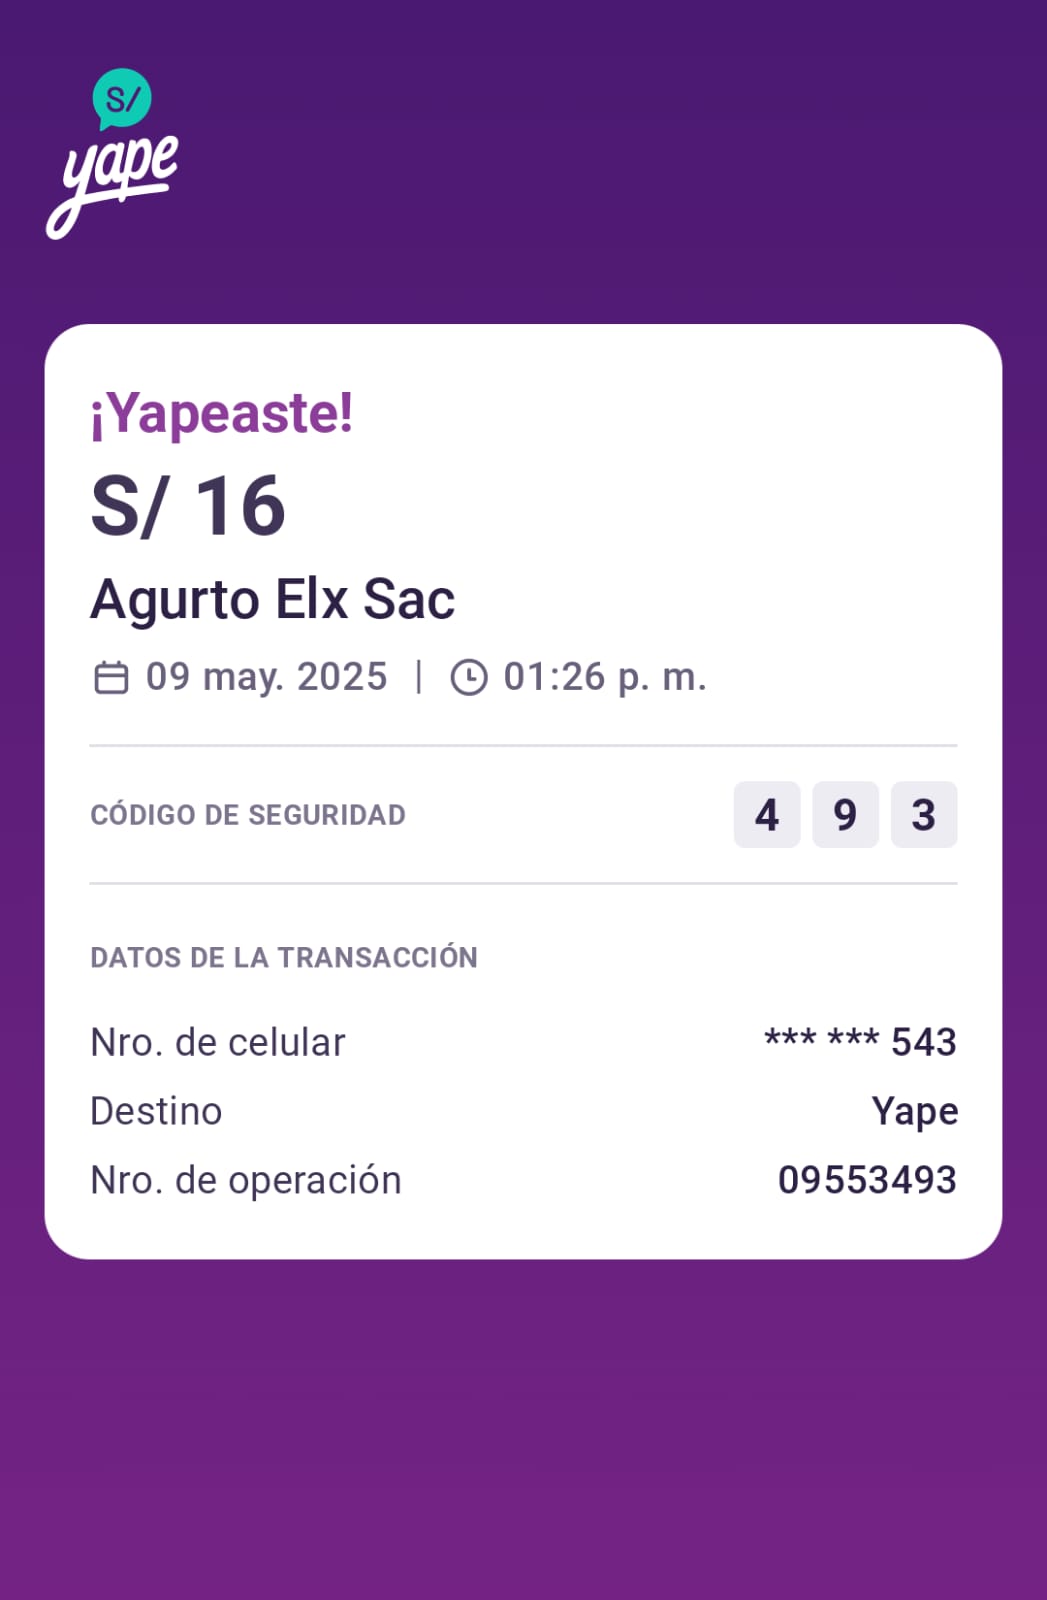 S/
yape
¡Yapeaste!
S/ 16
Agurto Elx Sac
09 may. 2025 | 01:26 p. m.
CÓDIGO DE SEGURIDAD 4 9 3
DATOS DE LA TRANSACCIÓN
Nro. de celular *** *** 543
Destino Yape
Nro. de operación 09553493